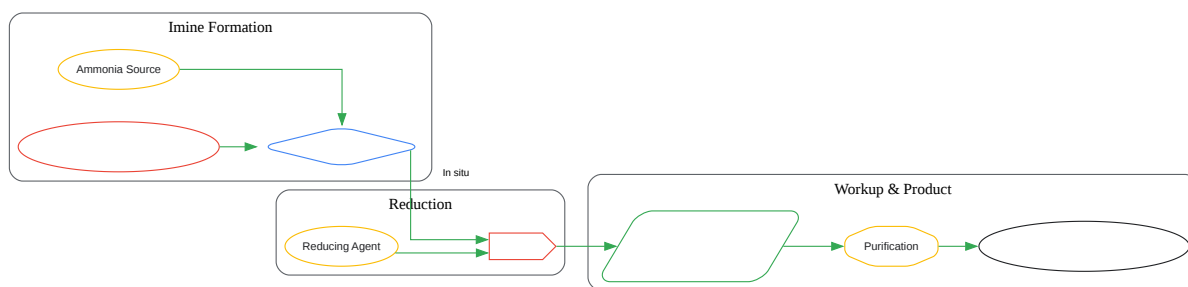 Imine Formation
Ammonia Source
In situ
Reduction
Reducing Agent
Workup & Product
Purification